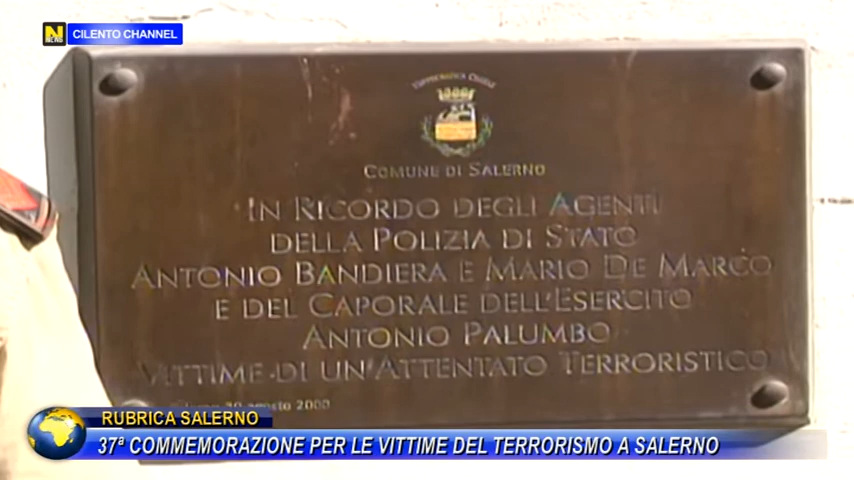 CILENTO CHANNEL
COMUNE DI SALERNO
IN RICORDO DEGLI AGENTI
DELLA POLIZIA DI STATO
ANTONIO BANDIERA E MARIO DE MARCO
E DEL CAPORALE DELL'ESERCITO
ANTONIO PALUMBO
VITTIME DI UN'ATTENTATO TERRORISTICO
agosto 2000
RUBRICA SALERNO
37ª COMMEMORAZIONE PER LE VITTIME DEL TERRORISMO A SALERNO